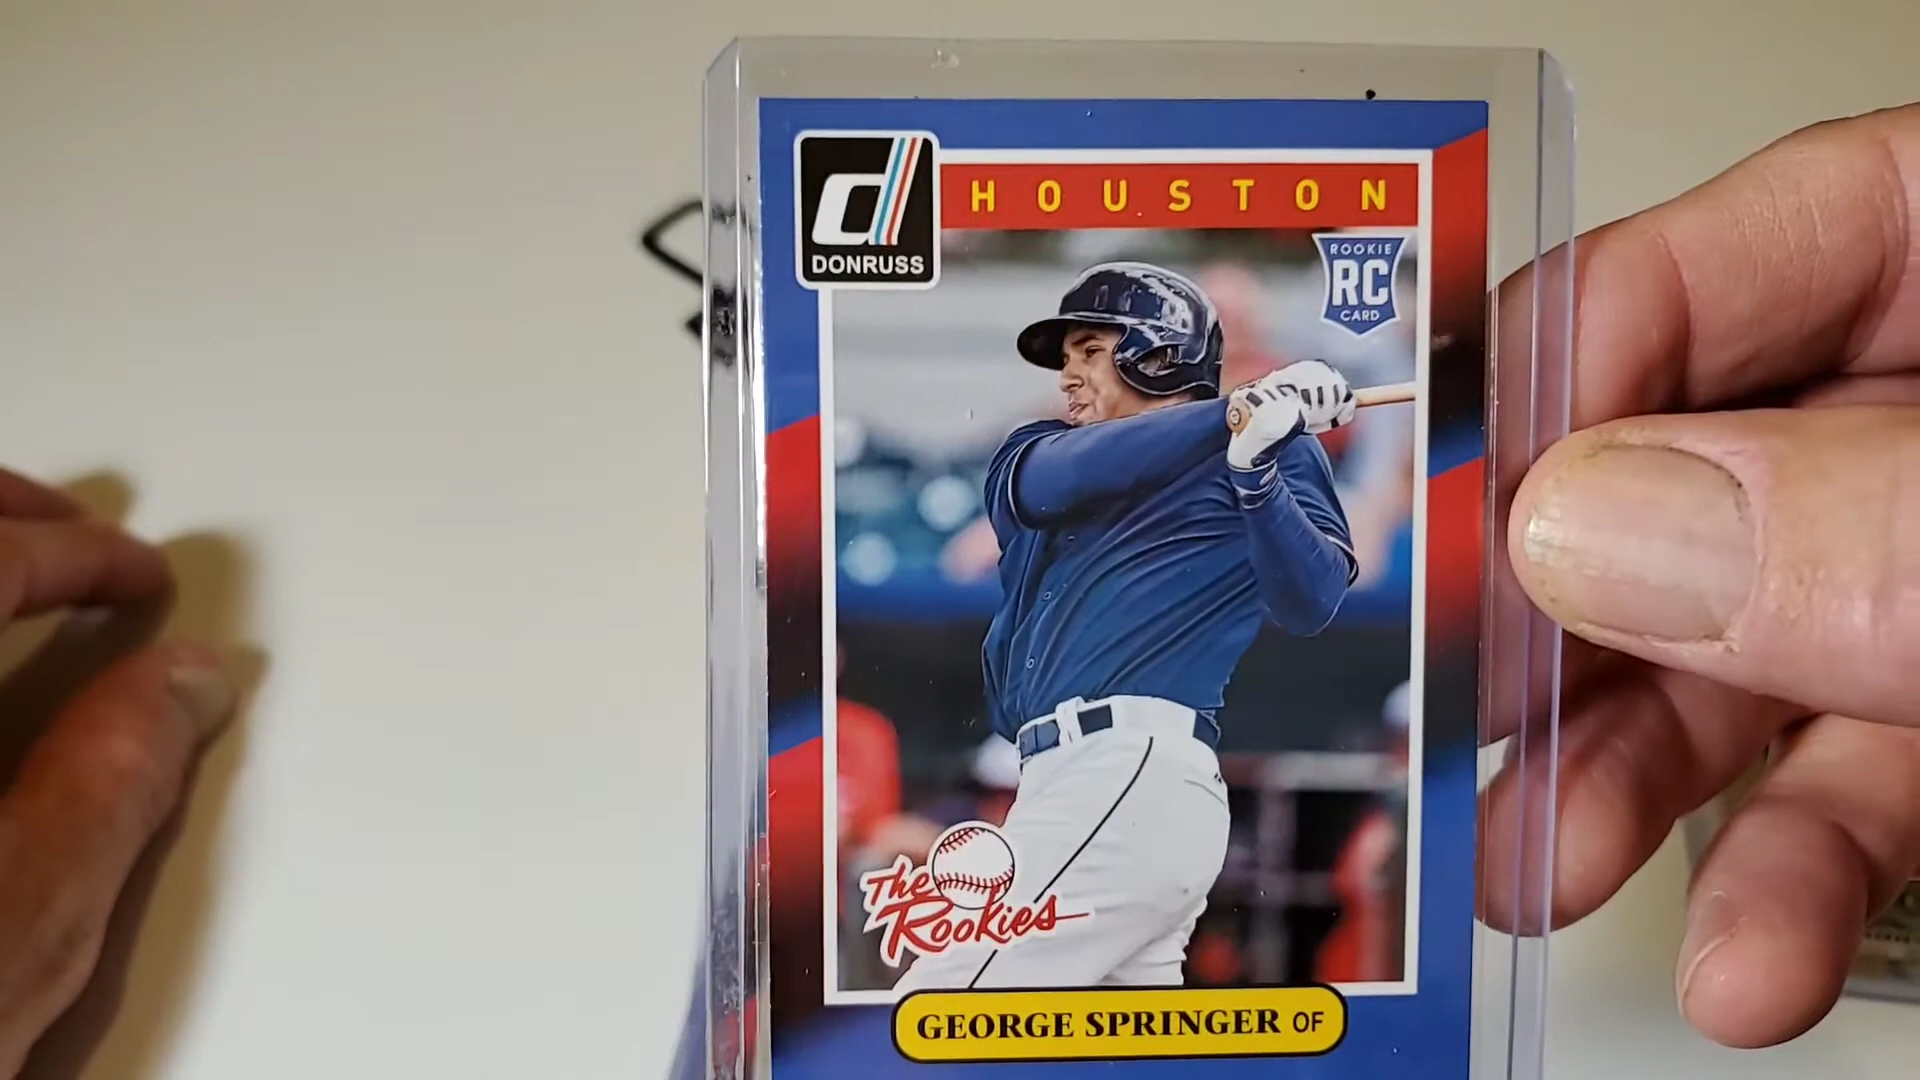 HOUSTON
DONRUSS
ROOKIE
RC
CARD
The
Rookies
GEORGE SPRINGER OF